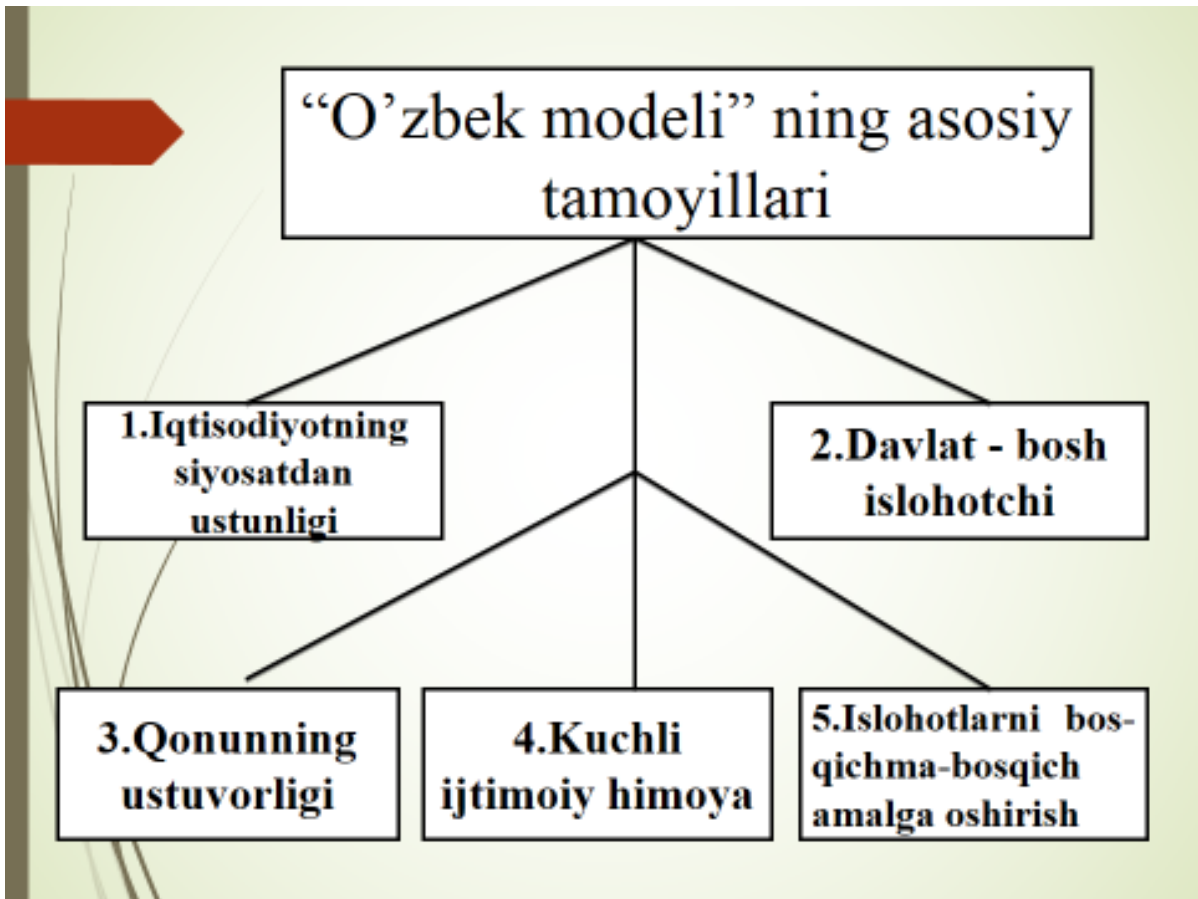 “O’zbek modeli” ning asosiy
tamoyillari
1.Iqtisodiyotning
siyosatdan
ustunligi
2.Davlat - bosh
islohotchi
3.Qonunning
ustuvorligi
4.Kuchli
ijtimoiy himoya
5.Islohotlarni bos-
qichma-bosqich
amalga oshirish